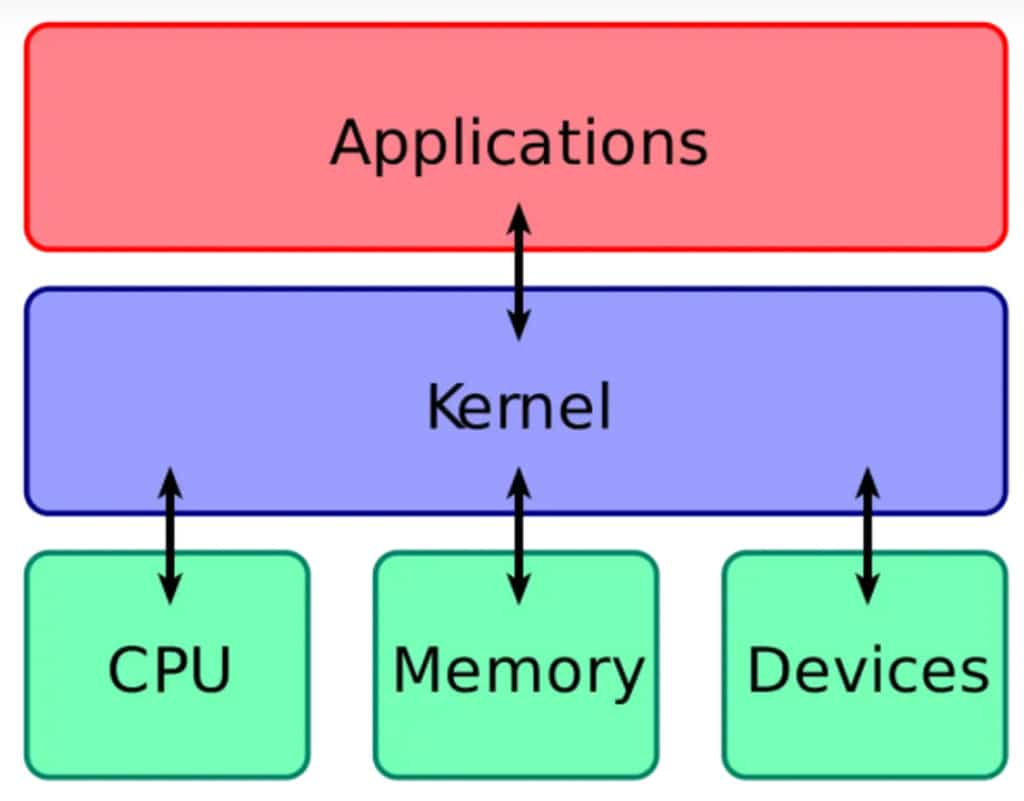 Applications
Kernel
CPU
Memory
Devices